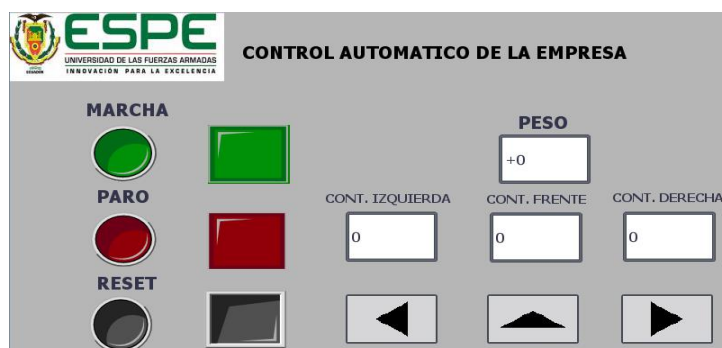 ESPE
UNIVERSIDAD DE LAS FUERZAS ARMADAS
INNOVACIÓN PARA LA EXCELENCIA
CONTROL AUTOMATICO DE LA EMPRESA
MARCHA
PESO
+0
PARO
CONT. IZQUIERDA
CONT. FRENTE
CONT. DERECHA
0
0
0
RESET